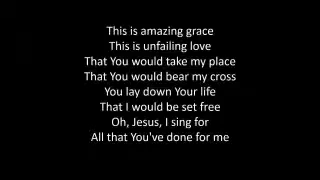 This is amazing grace
This is unfailing love
That You would take my place
That You would bear my cross
You lay down Your life
That I would be set free
Oh, Jesus, I sing for
All that You've done for me